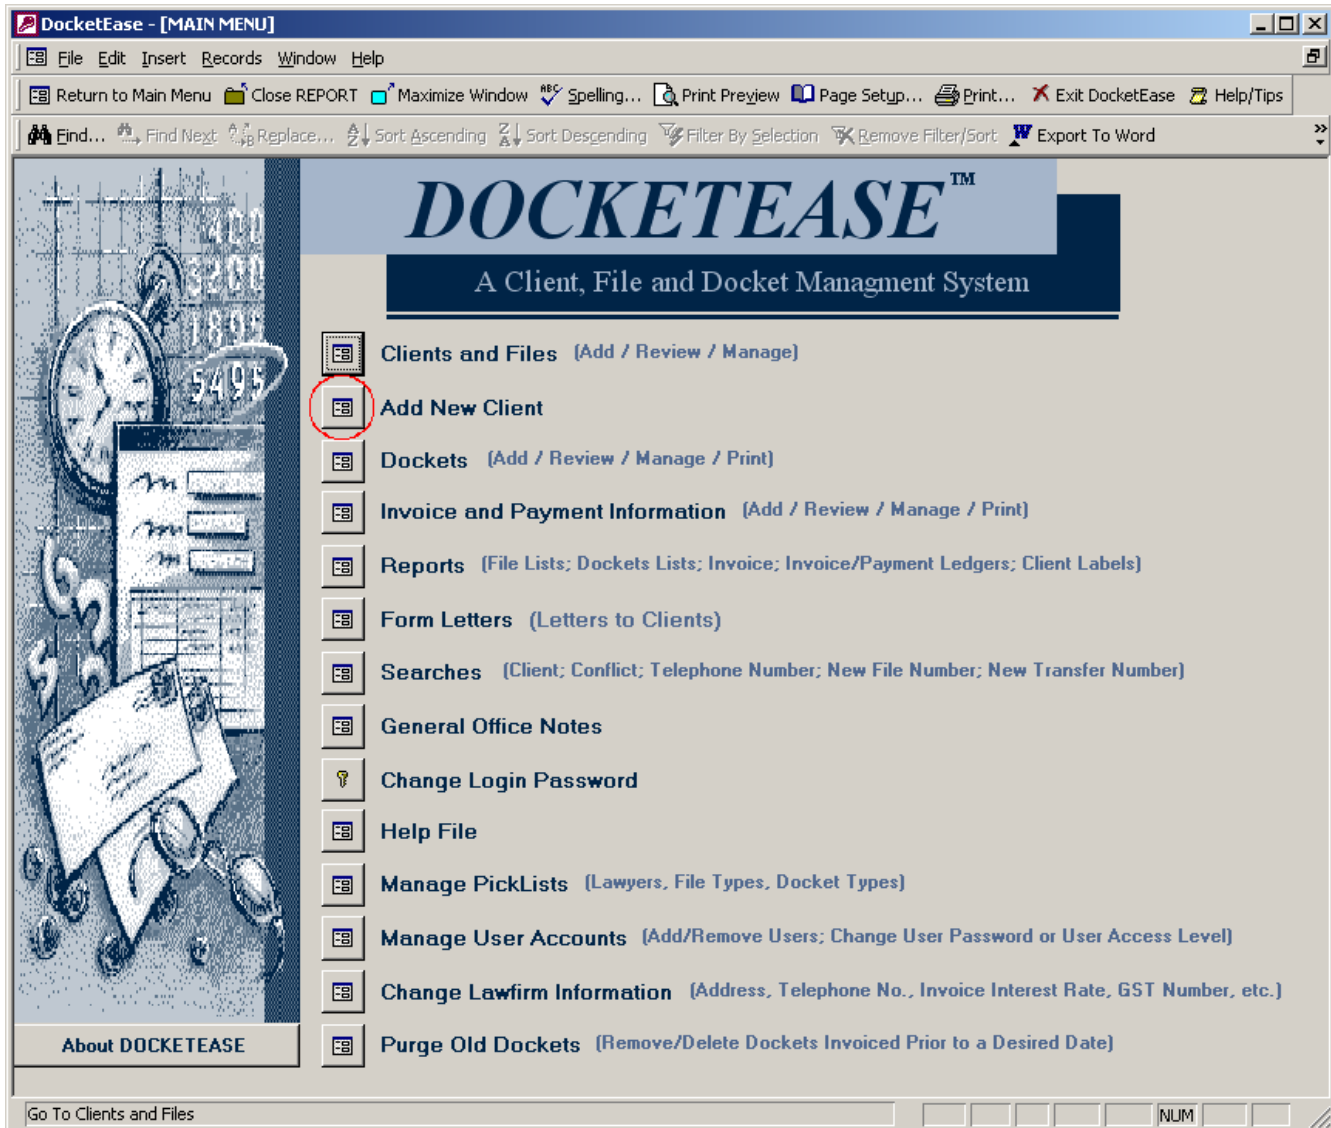 DocketEase - [MAIN MENU]
File Edit Insert Records Window Help
Return to Main Menu Close REPORT Maximize Window Spelling... Print Preview Page Setup... Print... Exit DocketEase Help/Tips
Find... Find Next Replace... Sort Ascending Sort Descending Filter By Selection Remove Filter/Sort Export To Word
DOCKETEASE™
A Client, File and Docket Managment System
400
3200
1895
5495
Clients and Files (Add / Review / Manage)
Add New Client
Dockets (Add / Review / Manage / Print)
Invoice and Payment Information (Add / Review / Manage / Print)
Reports (File Lists; Dockets Lists; Invoice; Invoice/Payment Ledgers; Client Labels)
Form Letters (Letters to Clients)
Searches (Client; Conflict; Telephone Number; New File Number; New Transfer Number)
General Office Notes
Change Login Password
Help File
Manage PickLists (Lawyers, File Types, Docket Types)
Manage User Accounts (Add/Remove Users; Change User Password or User Access Level)
Change Lawfirm Information (Address, Telephone No., Invoice Interest Rate, GST Number, etc.)
About DOCKETEASE
Purge Old Dockets (Remove/Delete Dockets Invoiced Prior to a Desired Date)
Go To Clients and Files
NUM